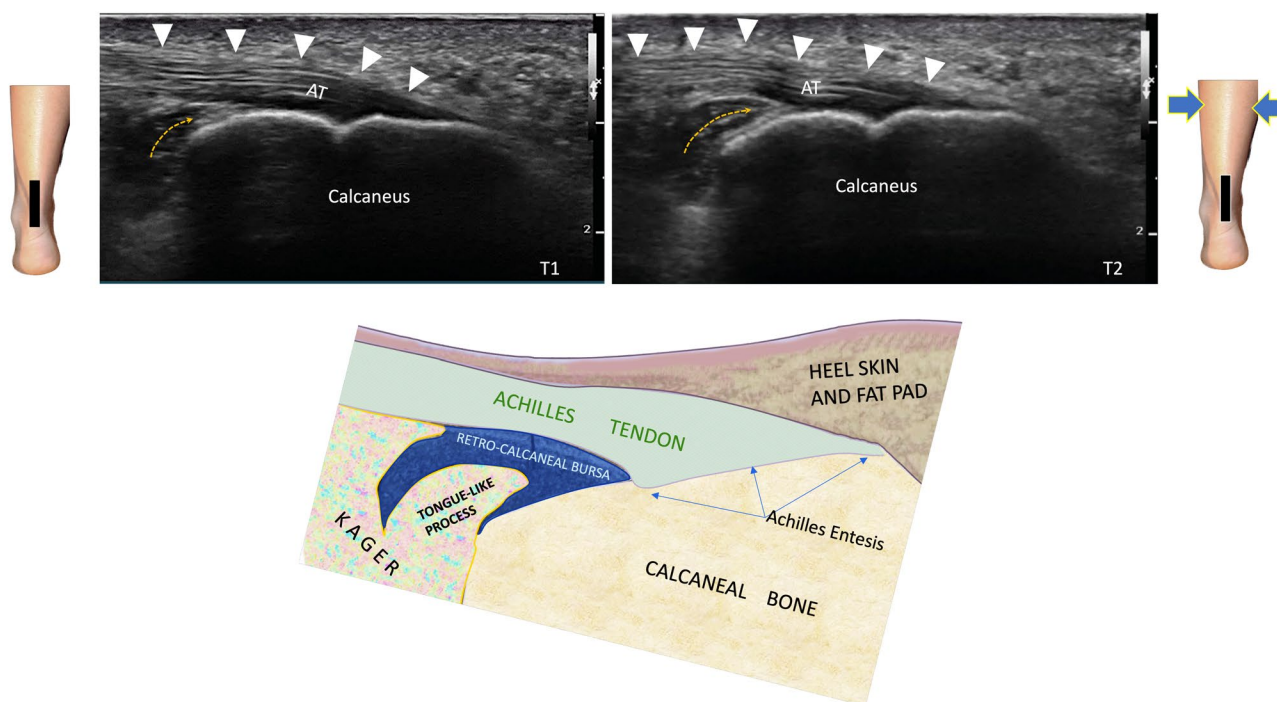 AT
Calcaneus
2
T1
AT
Calcaneus
2
T2
HEEL SKIN
AND FAT PAD
ACHILLES TENDON
RETRO-CALCANEAL BURSA
TONGUE-LIKE
PROCESS
KAGER
Achilles Entesis
CALCANEAL BONE